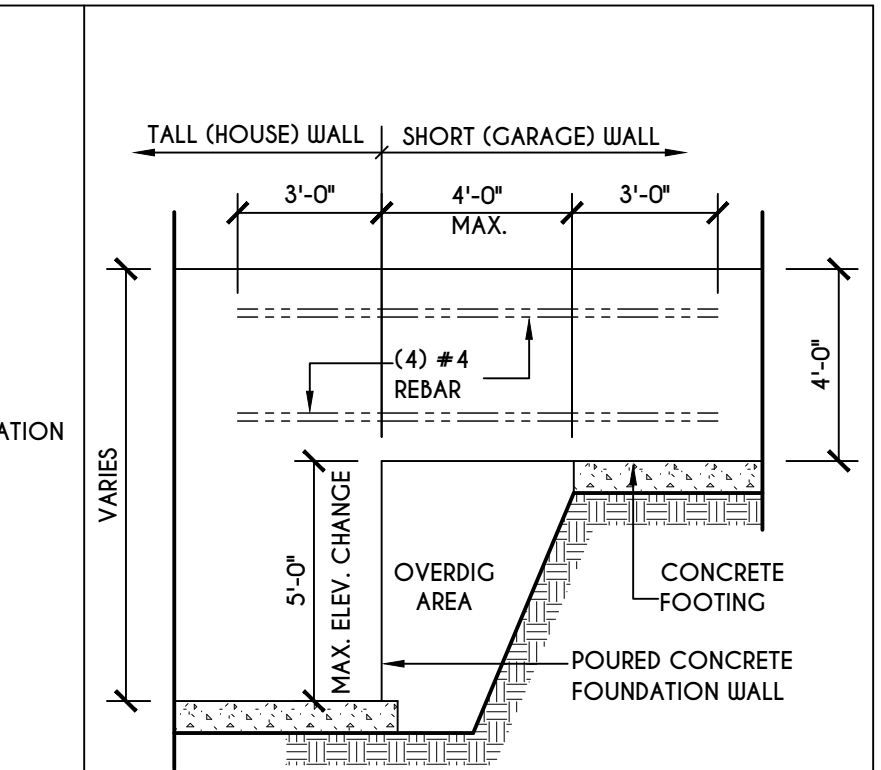 TALL (HOUSE) WALL
SHORT (GARAGE) WALL
3'-0"
4'-0"
MAX.
3'-0"
(4) #4
REBAR
4'-0"
ATION
VARIES
5'-0"
MAX. ELEV. CHANGE
OVERDIG
AREA
CONCRETE
FOOTING
POURED CONCRETE
FOUNDATION WALL